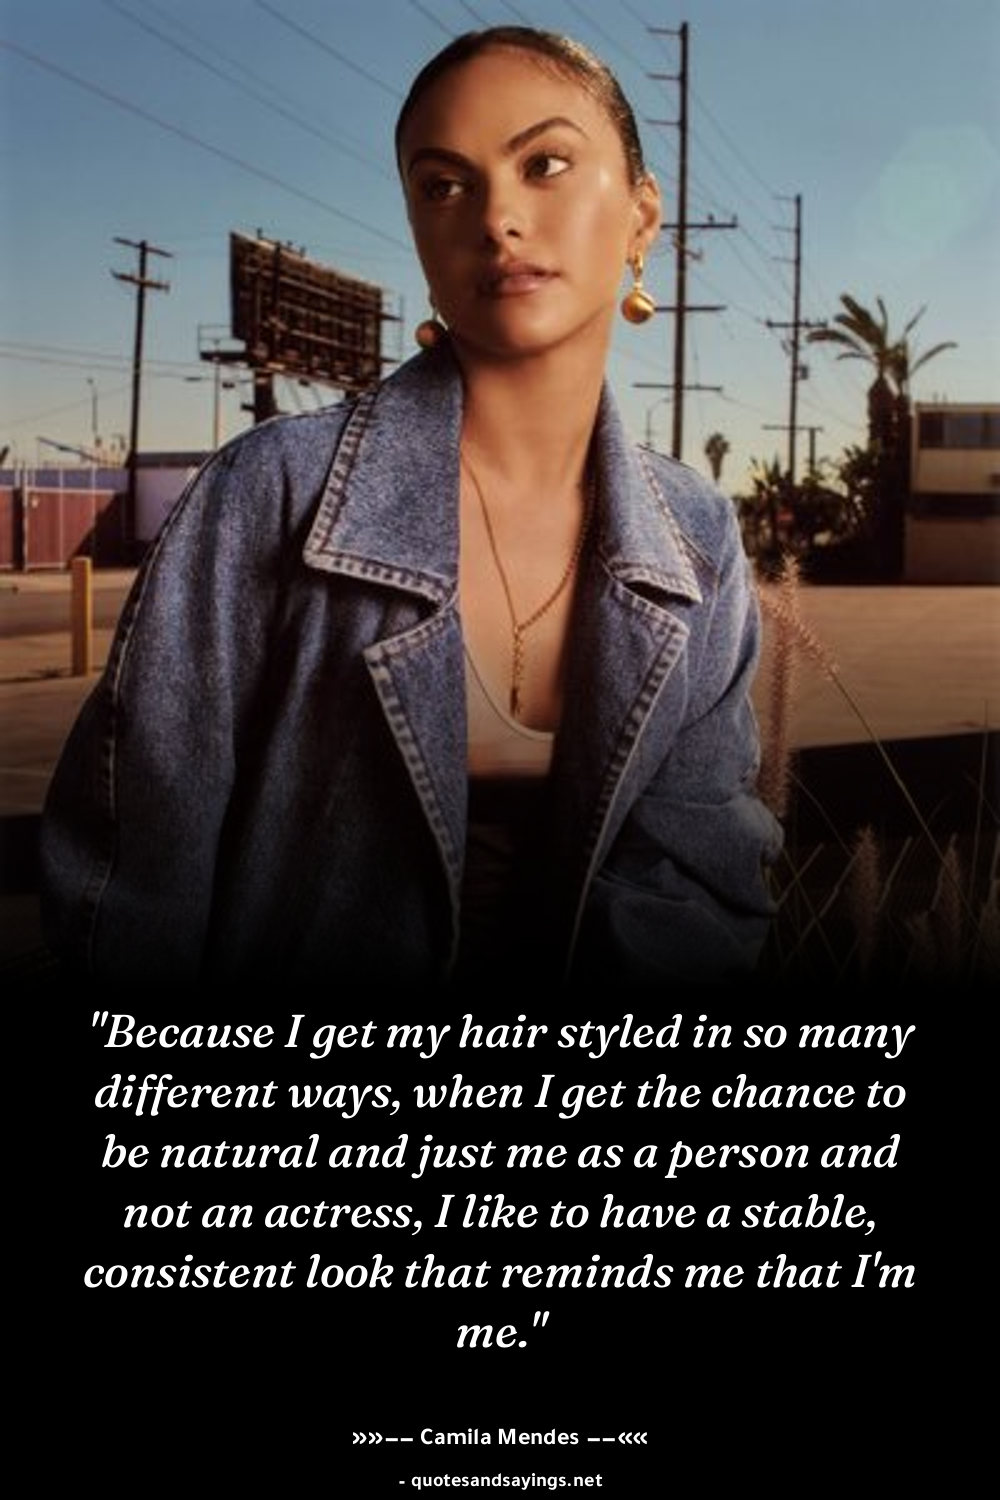 "Because I get my hair styled in so many
different ways, when I get the chance to
be natural and just me as a person and
not an actress, I like to have a stable,
consistent look that reminds me that I'm
me."
»»–– Camila Mendes ––««
- quotesandsayings.net